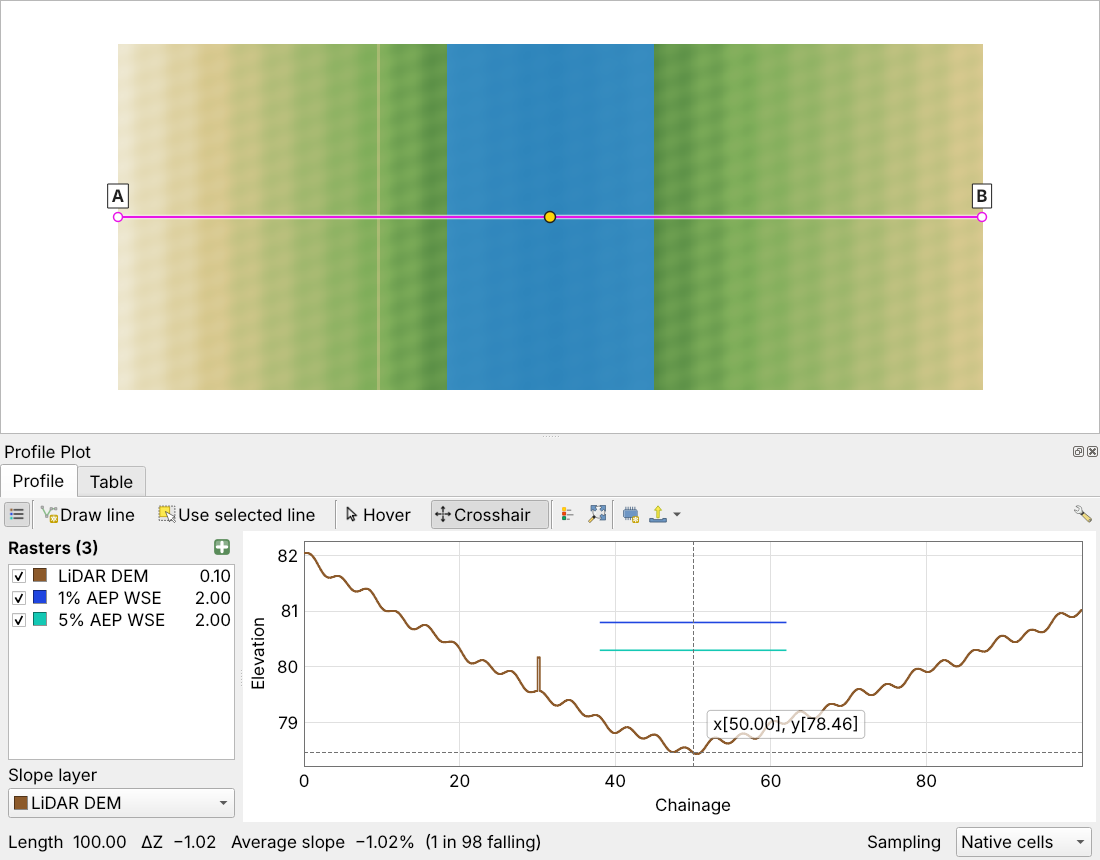 A
B
Profile Plot
Profile
Table
Draw line
Use selected line
Hover
Crosshair
Rasters (3)
LiDAR DEM 0.10
1% AEP WSE 2.00
5% AEP WSE 2.00
Slope layer
LiDAR DEM
Elevation
82
81
80
79
x[50.00], y[78.46]
0 20 40 60 80
Chainage
Length 100.00 ΔZ −1.02 Average slope −1.02% (1 in 98 falling)
Sampling Native cells